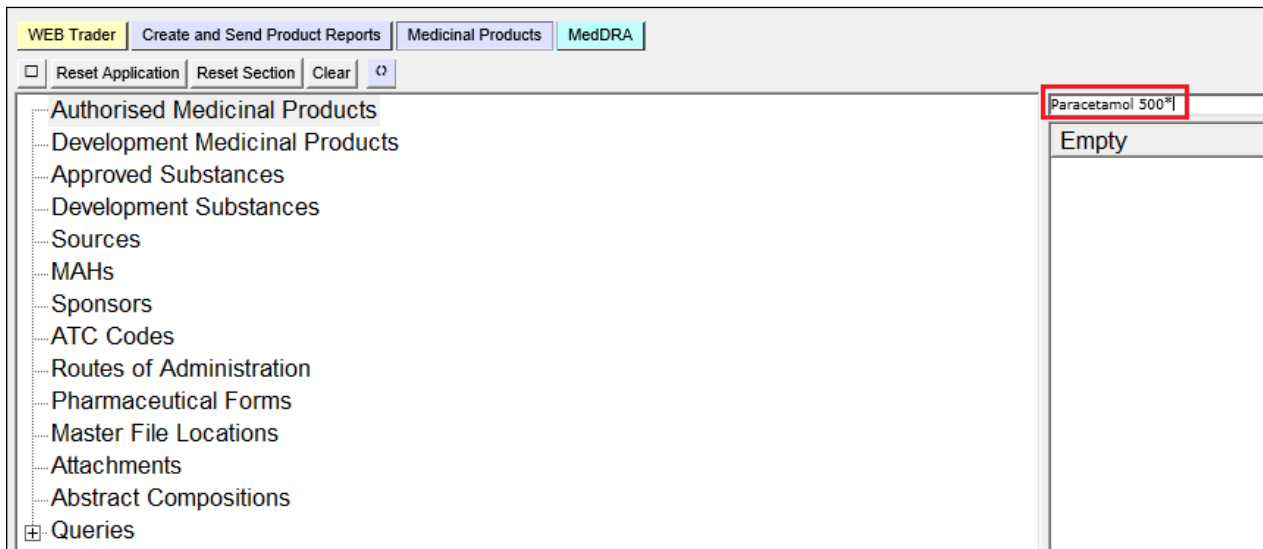 WEB Trader Create and Send Product Reports Medicinal Products MedDRA
Reset Application Reset Section Clear
Paracetamol 500*
Authorised Medicinal Products
Empty
Development Medicinal Products
Approved Substances
Development Substances
Sources
MAHs
Sponsors
ATC Codes
Routes of Administration
Pharmaceutical Forms
Master File Locations
Attachments
Abstract Compositions
Queries